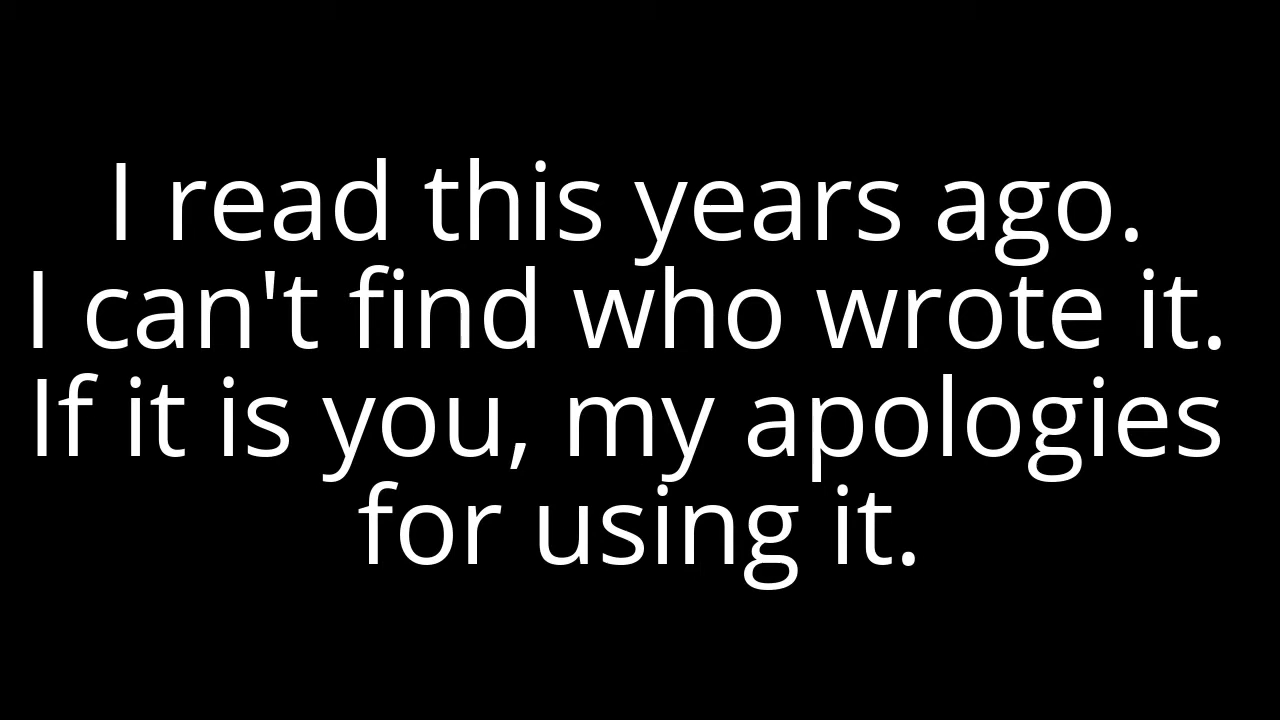 I read this years ago.
I can't find who wrote it.
If it is you, my apologies
for using it.